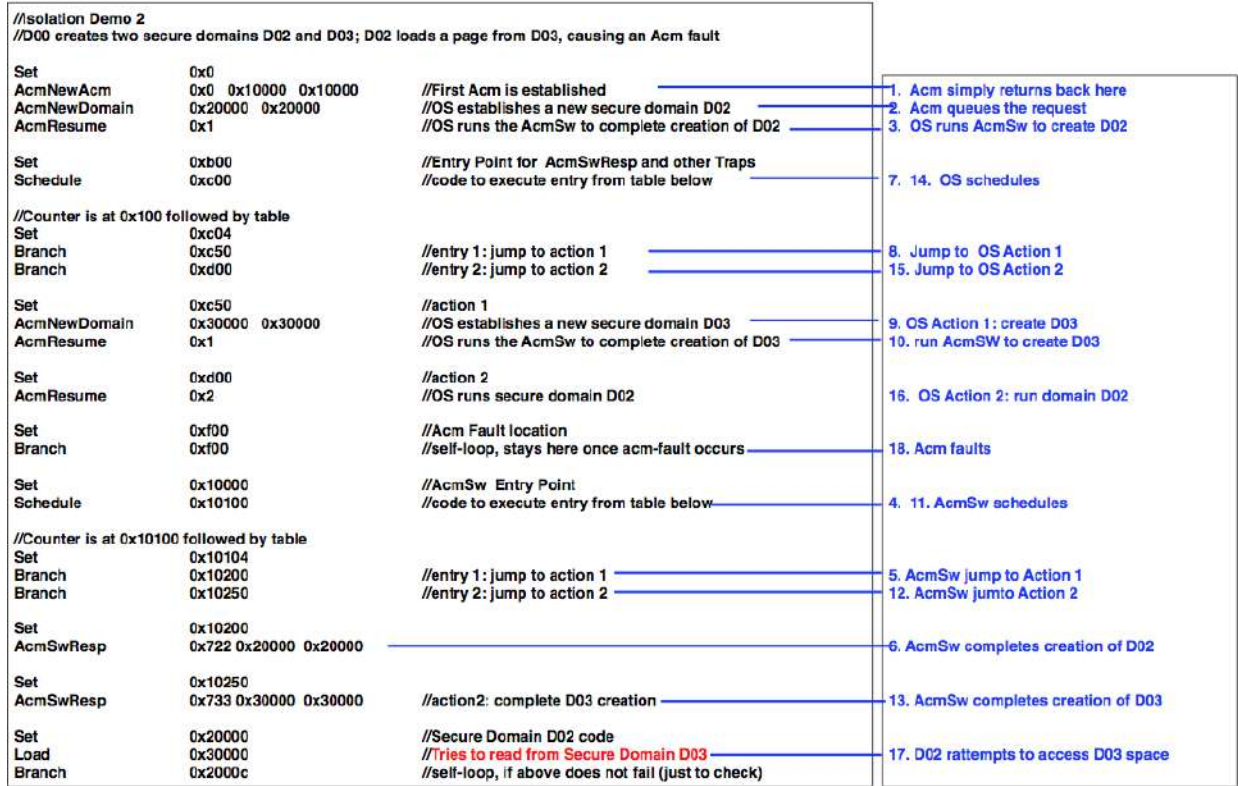 //Isolation Demo 2
//D00 creates two secure domains D02 and D03; D02 loads a page from D03, causing an Acm fault
Set 0x0
AcmNewAcm 0x0 0x10000 0x10000 //First Acm is established 1. Acm simply returns back here
AcmNewDomain 0x20000 0x20000 //OS establishes a new secure domain D02 2. Acm queues the request
AcmResume 0x1 //OS runs the AcmSw to complete creation of D02 3. OS runs AcmSw to create D02
Set 0xb00 //Entry Point for AcmSwResp and other Traps
Schedule 0xc00 //code to execute entry from table below 7. 14. OS schedules
//Counter is at 0x100 followed by table
Set 0xc04
Branch 0xc50 //entry 1: jump to action 1 8. Jump to OS Action 1
Branch 0xd00 //entry 2: jump to action 2 15. Jump to OS Action 2
Set 0xc50 //action 1
AcmNewDomain 0x30000 0x30000 //OS establishes a new secure domain D03 9. OS Action 1: create D03
AcmResume 0x1 //OS runs the AcmSw to complete creation of D03 10. run AcmSW to create D03
Set 0xd00 //action 2
AcmResume 0x2 //OS runs secure domain D02 16. OS Action 2: run domain D02
Set 0xf00 //Acm Fault location
Branch 0xf00 //self-loop, stays here once acm-fault occurs 18. Acm faults
Set 0x10000 //AcmSw Entry Point
Schedule 0x10100 //code to execute entry from table below 4. 11. AcmSw schedules
//Counter is at 0x10100 followed by table
Set 0x10104
Branch 0x10200 //entry 1: jump to action 1 5. AcmSw jump to Action 1
Branch 0x10250 //entry 2: jump to action 2 12. AcmSw jumto Action 2
Set 0x10200
AcmSwResp 0x722 0x20000 0x20000 6. AcmSw completes creation of D02
Set 0x10250
AcmSwResp 0x733 0x30000 0x30000 //action2: complete D03 creation 13. AcmSw completes creation of D03
Set 0x20000 //Secure Domain D02 code
Load 0x30000 //Tries to read from Secure Domain D03 17. D02 rattempts to access D03 space
Branch 0x2000c //self-loop, if above does not fail (just to check)